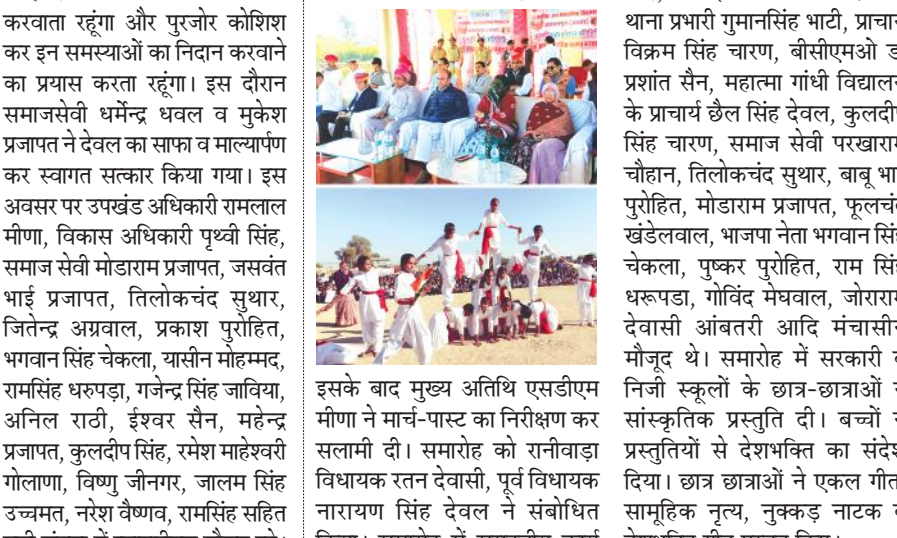 करवाता रहूंगा और पुरजोर कोशिश
कर इन समस्याओं का निदान करवाने
का प्रयास करता रहूंगा। इस दौरान
समाजसेवी धर्मेन्द्र धवल व मुकेश
प्रजापत ने देवल का साफा व माल्यार्पण
कर स्वागत सत्कार किया गया। इस
अवसर पर उपखंड अधिकारी रामलाल
मीणा, विकास अधिकारी पृथ्वी सिंह,
समाज सेवी मोडाराम प्रजापत, जसवंत
भाई प्रजापत, तिलोकचंद सुथार,
जितेन्द्र अग्रवाल, प्रकाश पुरोहित,
भगवान सिंह चेकला, यासीन मोहम्मद,
रामसिंह धरुपड़ा, गजेन्द्र सिंह जाविया,
अनिल राठी, ईश्वर सैन, महेन्द्र
प्रजापत, कुलदीप सिंह, रमेश माहेश्वरी
गोलाणा, विष्णु जीनगर, जालम सिंह
उच्चमत, नरेश वैष्णव, रामसिंह सहित
इसके बाद मुख्य अतिथि एसडीएम
मीणा ने मार्च-पास्ट का निरीक्षण कर
सलामी दी। समारोह को रानीवाड़ा
विधायक रतन देवासी, पूर्व विधायक
नारायण सिंह देवल ने संबोधित
थाना प्रभारी गुमानसिंह भाटी,
विक्रम सिंह चारण, बीसीएमओ
प्रशांत सैन, महात्मा गांधी
के प्राचार्य छैल सिंह देवल,
सिंह चारण, समाज सेवी
चौहान, तिलोकचंद सुथार, बाबू
पुरोहित, मोडाराम प्रजापत,
खंडेलवाल, भाजपा नेता भगवान
चेकला, पुष्कर पुरोहित, राम
धरूपडा, गोविंद मेघवाल,
देवासी आंबतरी आदि
मौजूद थे। समारोह में सरकारी
निजी स्कूलों के छात्र-छात्राओं
सांस्कृतिक प्रस्तुति दी। बच्चों
प्रस्तुतियों से देशभक्ति का
दिया। छात्र छात्राओं ने एकल
सामूहिक नृत्य, नुक्कड़ नाटक